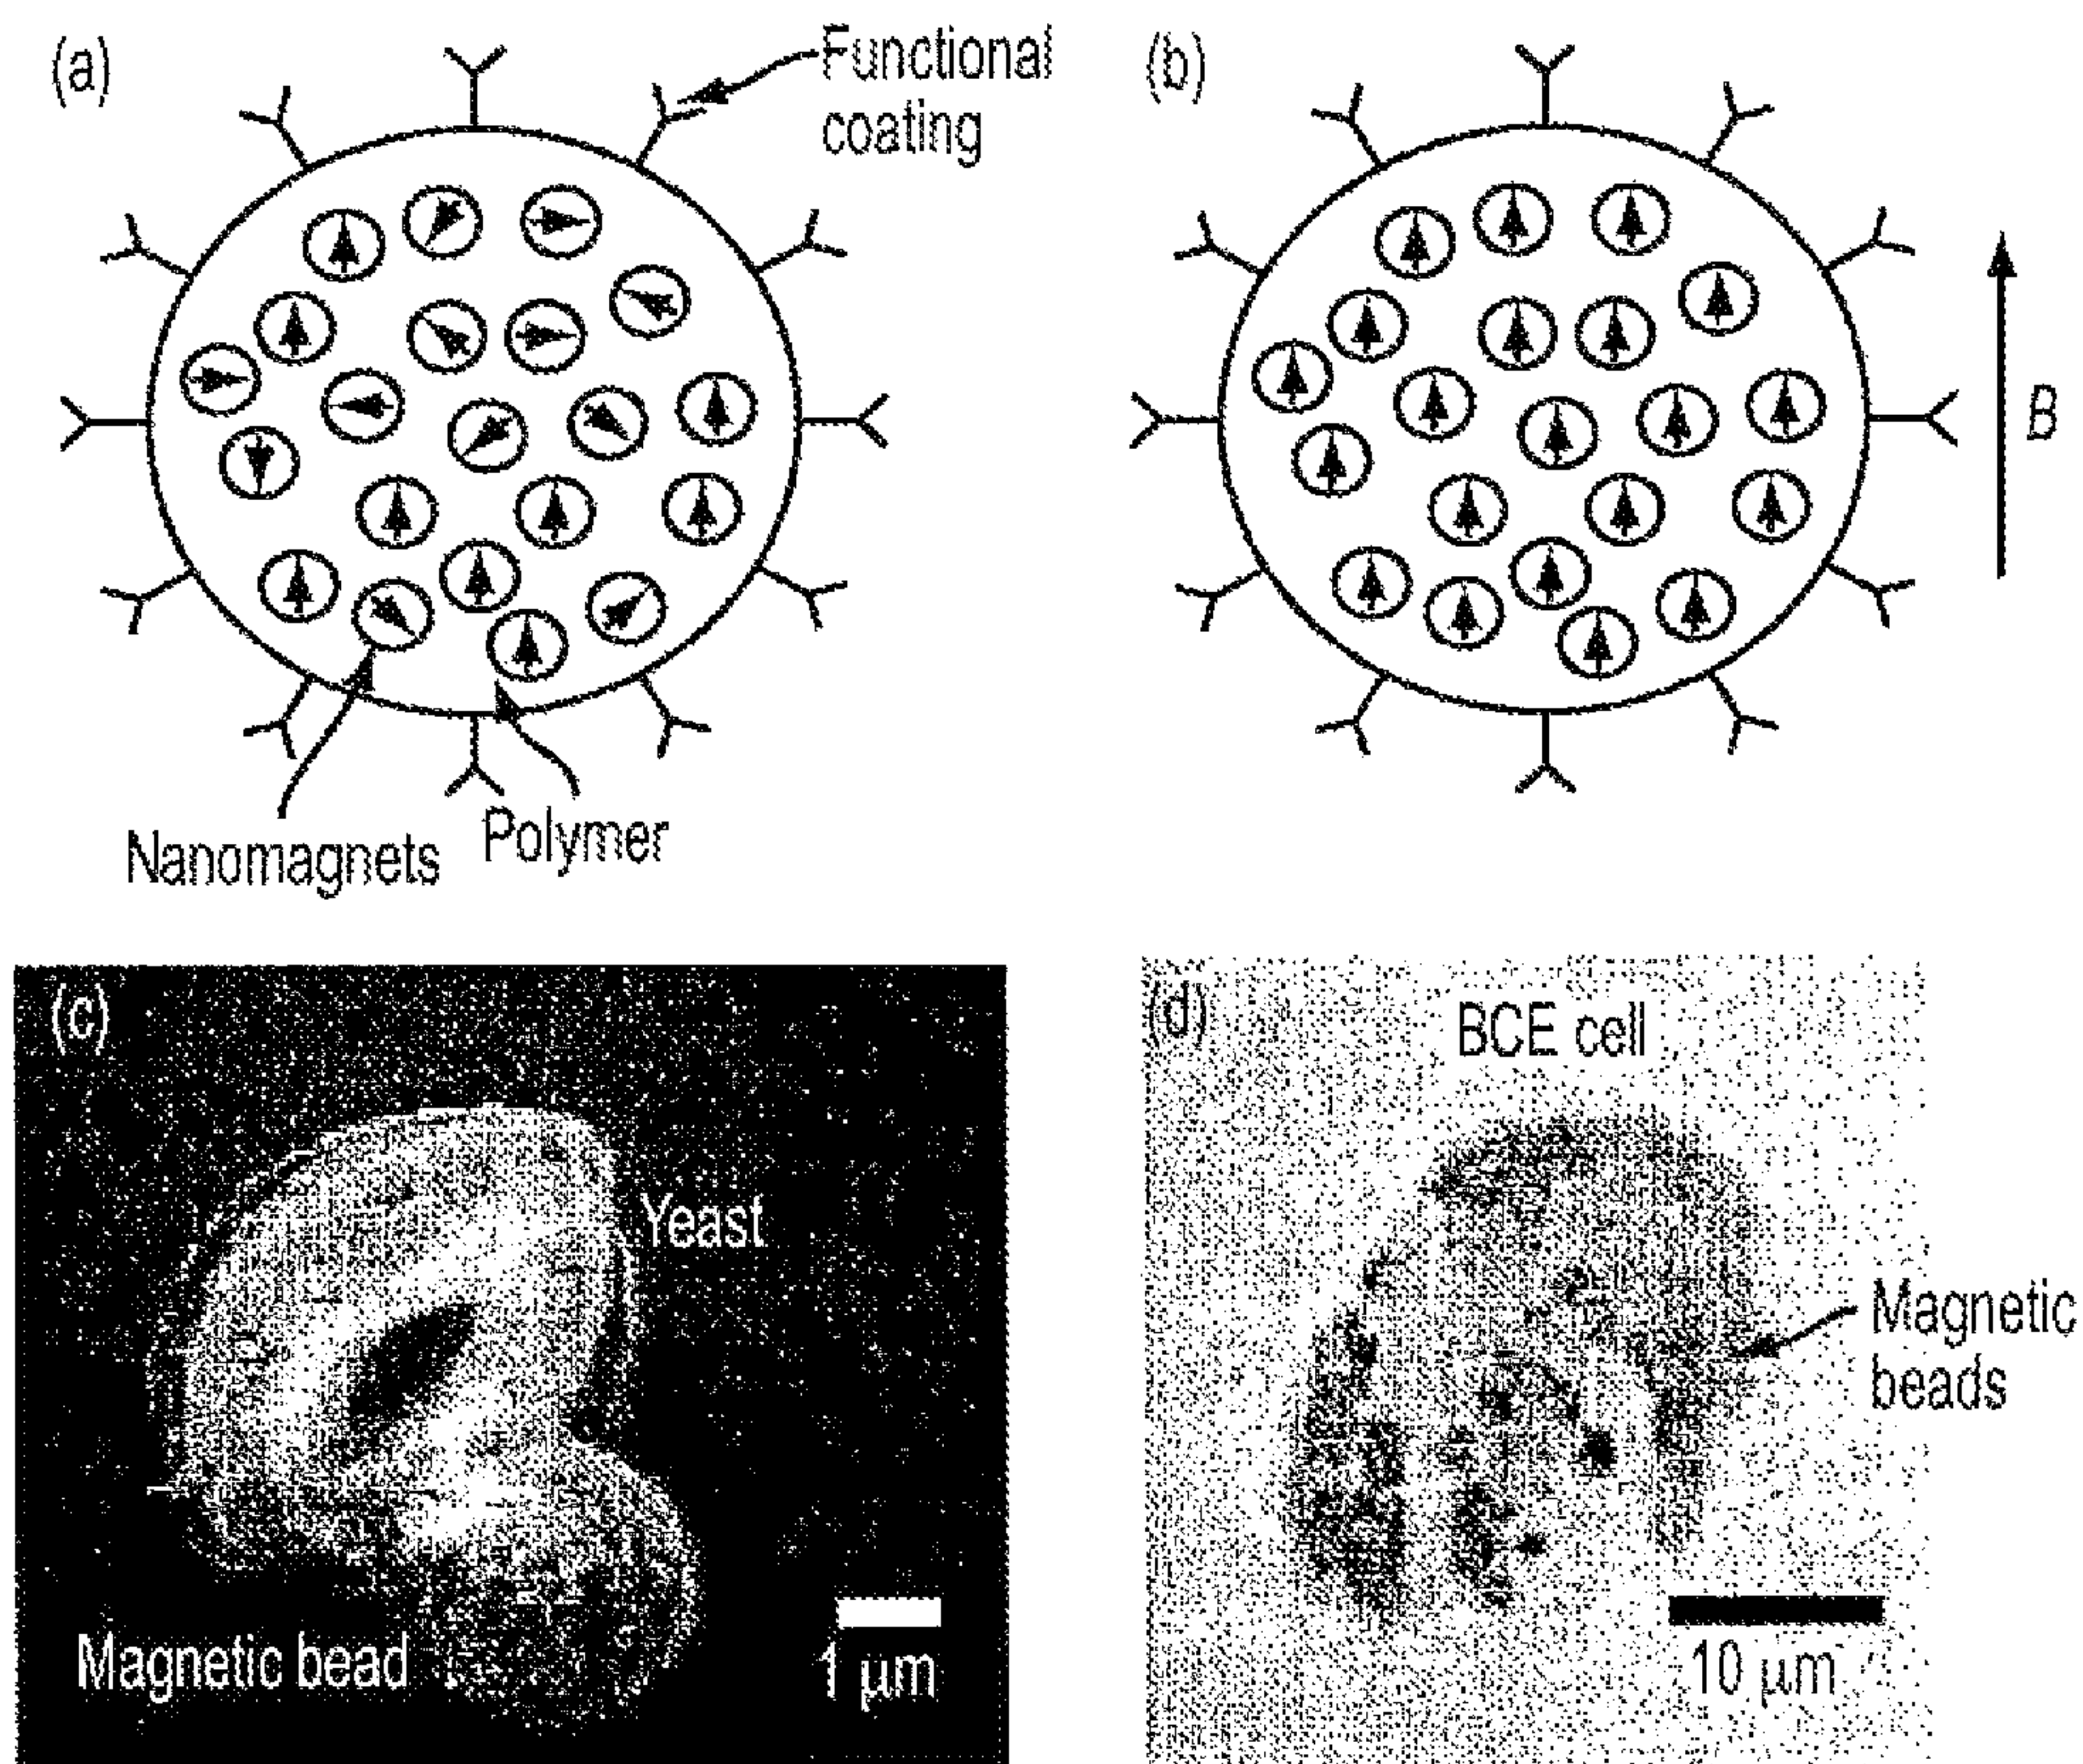 (a)
Functional
coating
(b)
B
Nanomagnets
Polymer
(c)
Yeast
Magnetic bead
1 μm
(d)
BCE cell
Magnetic
beads
10 μm